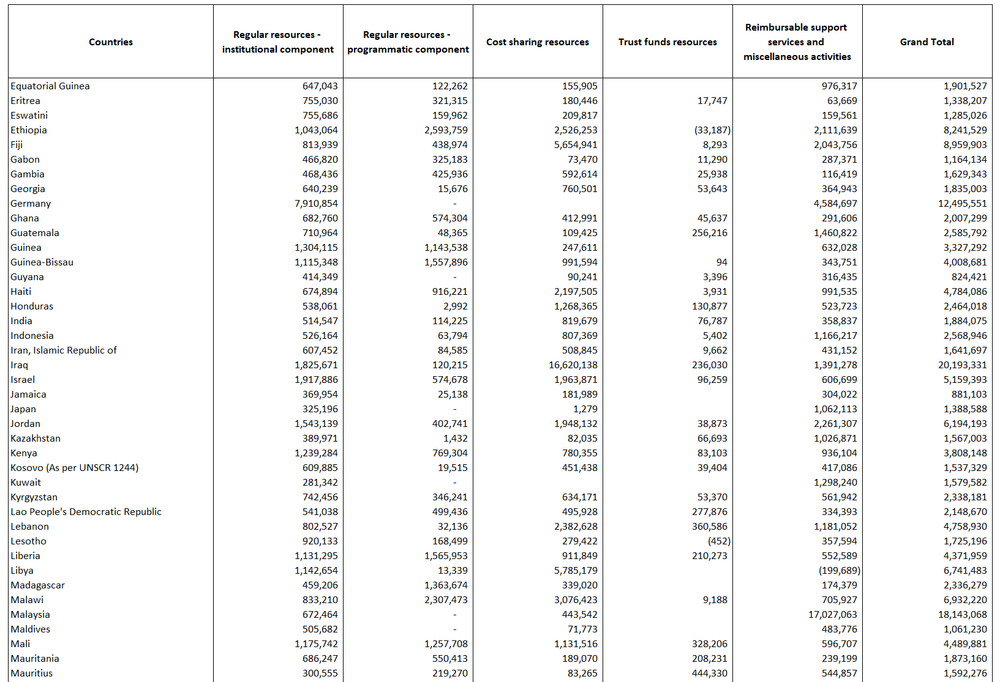 Countries Regular resources - institutional component Regular resources - programmatic component Cost sharing resources Trust funds resources Reimbursable support services and miscellaneous activities Grand Total
Equatorial Guinea 647,043 122,262 155,905 976,317 1,901,527
Eritrea 755,030 321,315 180,446 17,747 63,669 1,338,207
Eswatini 755,686 159,962 209,817 159,561 1,285,026
Ethiopia 1,043,064 2,593,759 2,526,253 (33,187) 2,111,639 8,241,529
Fiji 813,939 438,974 5,654,941 8,293 2,043,756 8,959,903
Gabon 466,820 325,183 73,470 11,290 287,371 1,164,134
Gambia 468,436 425,936 592,614 25,938 116,419 1,629,343
Georgia 640,239 15,676 760,501 53,643 364,943 1,835,003
Germany 7,910,854 - 4,584,697 12,495,551
Ghana 682,760 574,304 412,991 45,637 291,606 2,007,299
Guatemala 710,964 48,365 109,425 256,216 1,460,822 2,585,792
Guinea 1,304,115 1,143,538 247,611 632,028 3,327,292
Guinea-Bissau 1,115,348 1,557,896 991,594 94 343,751 4,008,681
Guyana 414,349 - 90,241 3,396 316,435 824,421
Haiti 674,894 916,221 2,197,505 3,931 991,535 4,784,086
Honduras 538,061 2,992 1,268,365 130,877 523,723 2,464,018
India 514,547 114,225 819,679 76,787 358,837 1,884,075
Indonesia 526,164 63,794 807,369 5,402 1,166,217 2,568,946
Iran, Islamic Republic of 607,452 84,585 508,845 9,662 431,152 1,641,697
Iraq 1,825,671 120,215 16,620,138 236,030 1,391,278 20,193,331
Israel 1,917,886 574,678 1,963,871 96,259 606,699 5,159,393
Jamaica 369,954 25,138 181,989 304,022 881,103
Japan 325,196 - 1,279 1,062,113 1,388,588
Jordan 1,543,139 402,741 1,948,132 38,873 2,261,307 6,194,193
Kazakhstan 389,971 1,432 82,035 66,693 1,026,871 1,567,003
Kenya 1,239,284 769,304 780,355 83,103 936,104 3,808,148
Kosovo (As per UNSCR 1244) 609,885 19,515 451,438 39,404 417,086 1,537,329
Kuwait 281,342 - 1,298,240 1,579,582
Kyrgyzstan 742,456 346,241 634,171 53,370 561,942 2,338,181
Lao People's Democratic Republic 541,038 499,436 495,928 277,876 334,393 2,148,670
Lebanon 802,527 32,136 2,382,628 360,586 1,181,052 4,758,930
Lesotho 920,133 168,499 279,422 (452) 357,594 1,725,196
Liberia 1,131,295 1,565,953 911,849 210,273 552,589 4,371,959
Libya 1,142,654 13,339 5,785,179 (199,689) 6,741,483
Madagascar 459,206 1,363,674 339,020 174,379 2,336,279
Malawi 833,210 2,307,473 3,076,423 9,188 705,927 6,932,220
Malaysia 672,464 - 443,542 17,027,063 18,143,068
Maldives 505,682 - 71,773 483,776 1,061,230
Mali 1,175,742 1,257,708 1,131,516 328,206 596,707 4,489,881
Mauritania 686,247 550,413 189,070 208,231 239,199 1,873,160
Mauritius 300,555 219,270 83,265 444,330 544,857 1,592,276